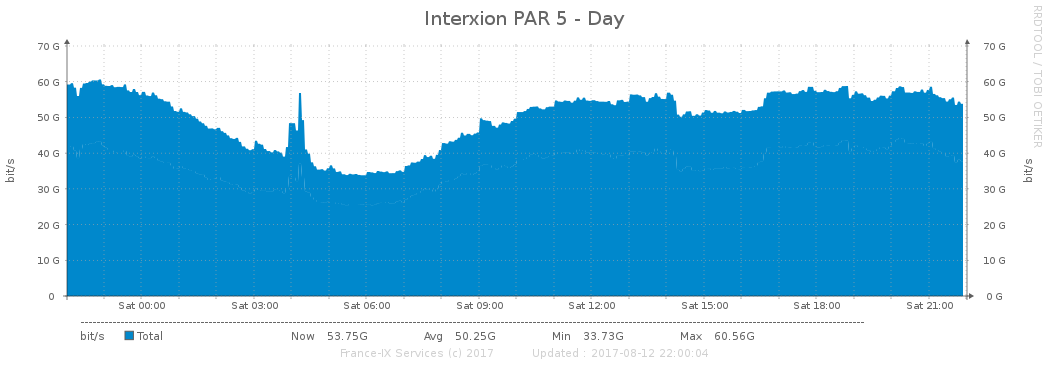 Interxion PAR 5 - Day
RRDTOOL / TOBI OETIKER
70 G 70 G
60 G 60 G
50 G 50 G
40 G 40 G
30 G 30 G
20 G 20 G
10 G 10 G
0 0 G
bit/s bit/s
Sat 00:00 Sat 03:00 Sat 06:00 Sat 09:00 Sat 12:00 Sat 15:00 Sat 18:00 Sat 21:00
bit/s Total Now 53.75G Avg 50.25G Min 33.73G Max 60.56G
France-IX Services (c) 2017 Updated : 2017-08-12 22:00:04